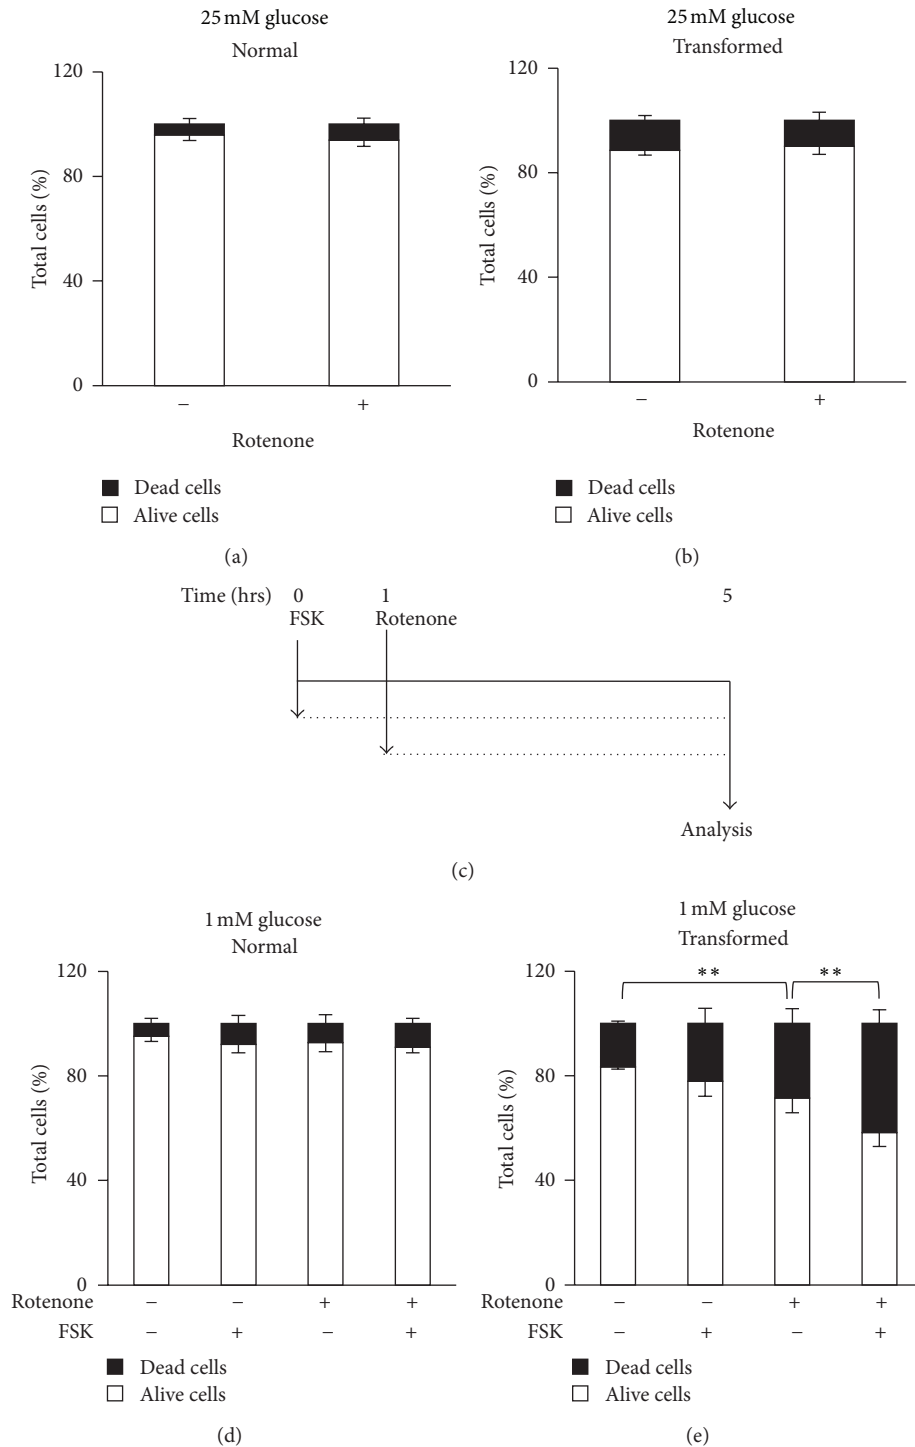 25 mM glucose
Normal
120
80
40
0
Total cells (%)
− +
Rotenone
Dead cells
Alive cells
(a)
25 mM glucose
Transformed
120
80
40
0
Total cells (%)
− +
Rotenone
Dead cells
Alive cells
(b)
Time (hrs) 0 1 5
FSK Rotenone
Analysis
(c)
1 mM glucose
Normal
120
80
40
0
Total cells (%)
Rotenone − − + +
FSK − + − +
Dead cells
Alive cells
(d)
1 mM glucose
Transformed
** **
120
80
40
0
Total cells (%)
Rotenone − − + +
FSK − + − +
Dead cells
Alive cells
(e)